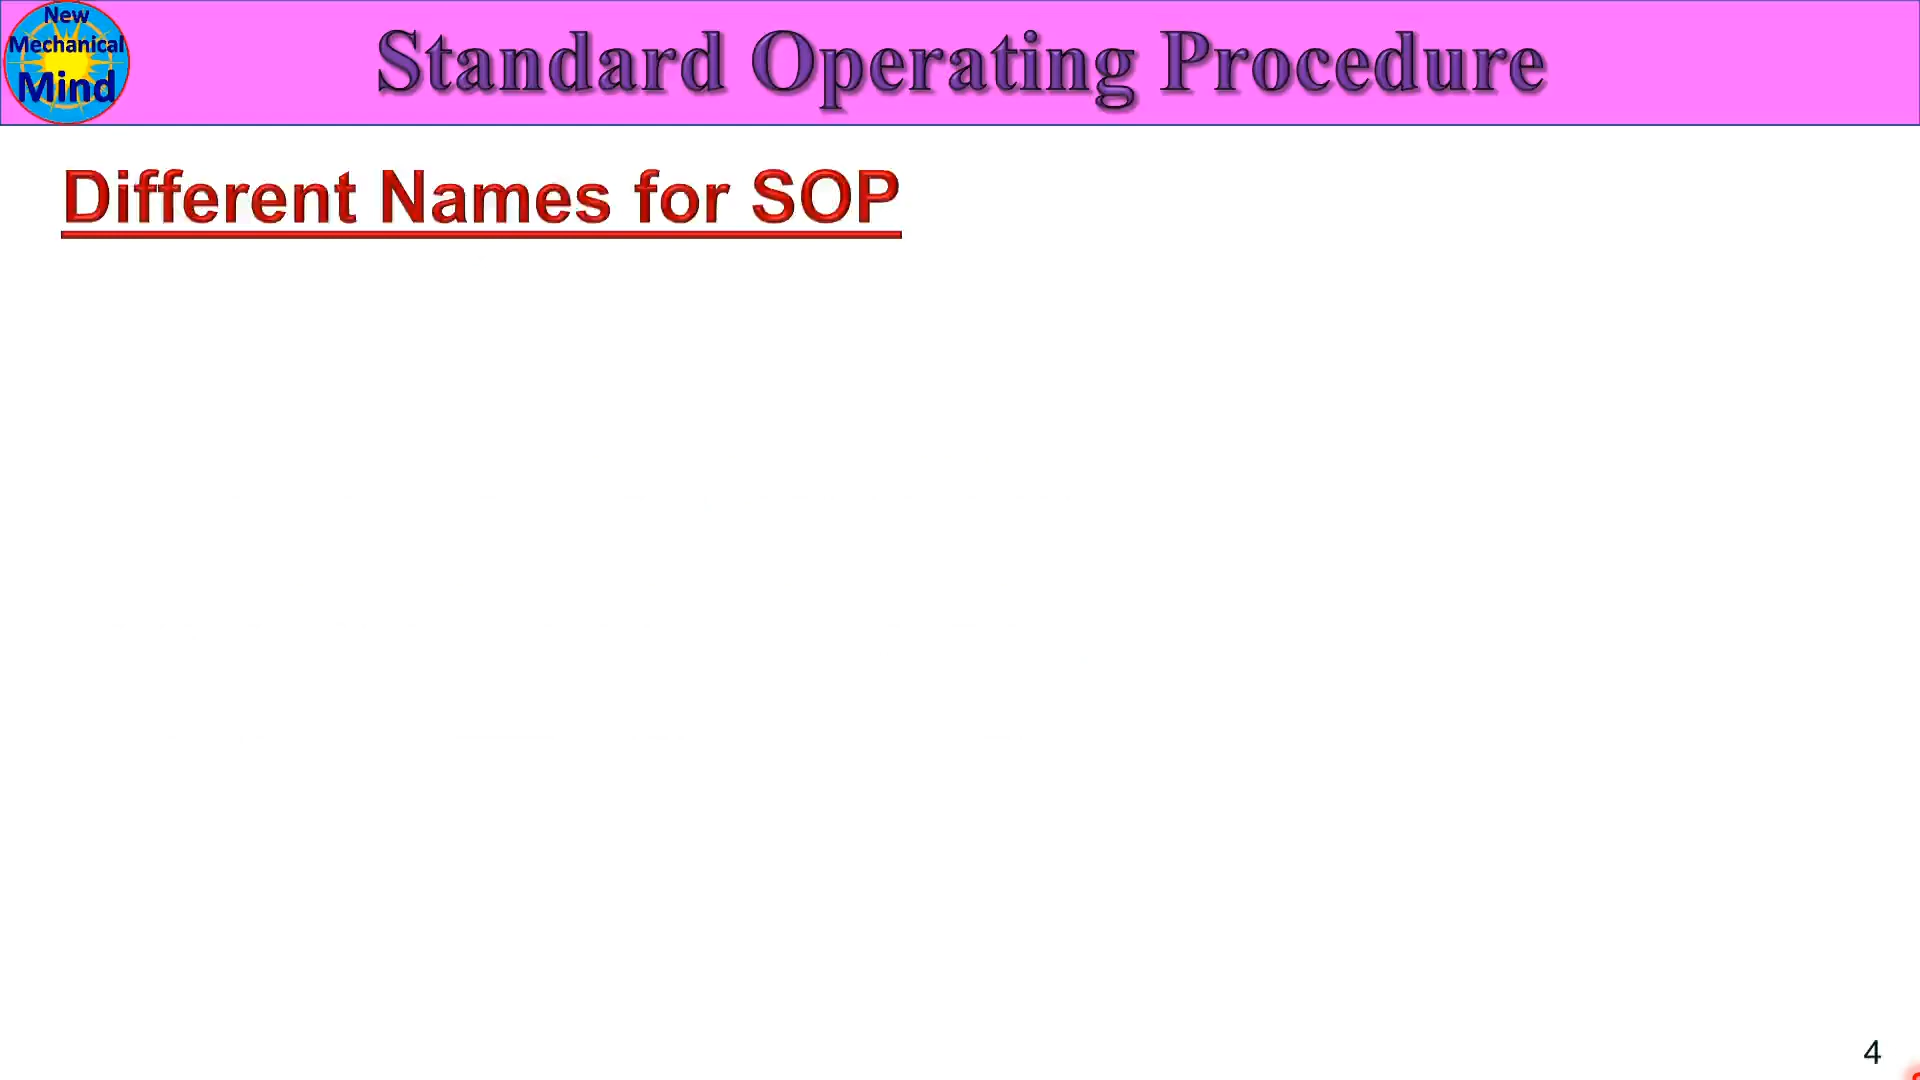 New
Mechanical
Mind
Standard Operating Procedure
Different Names for SOP
4